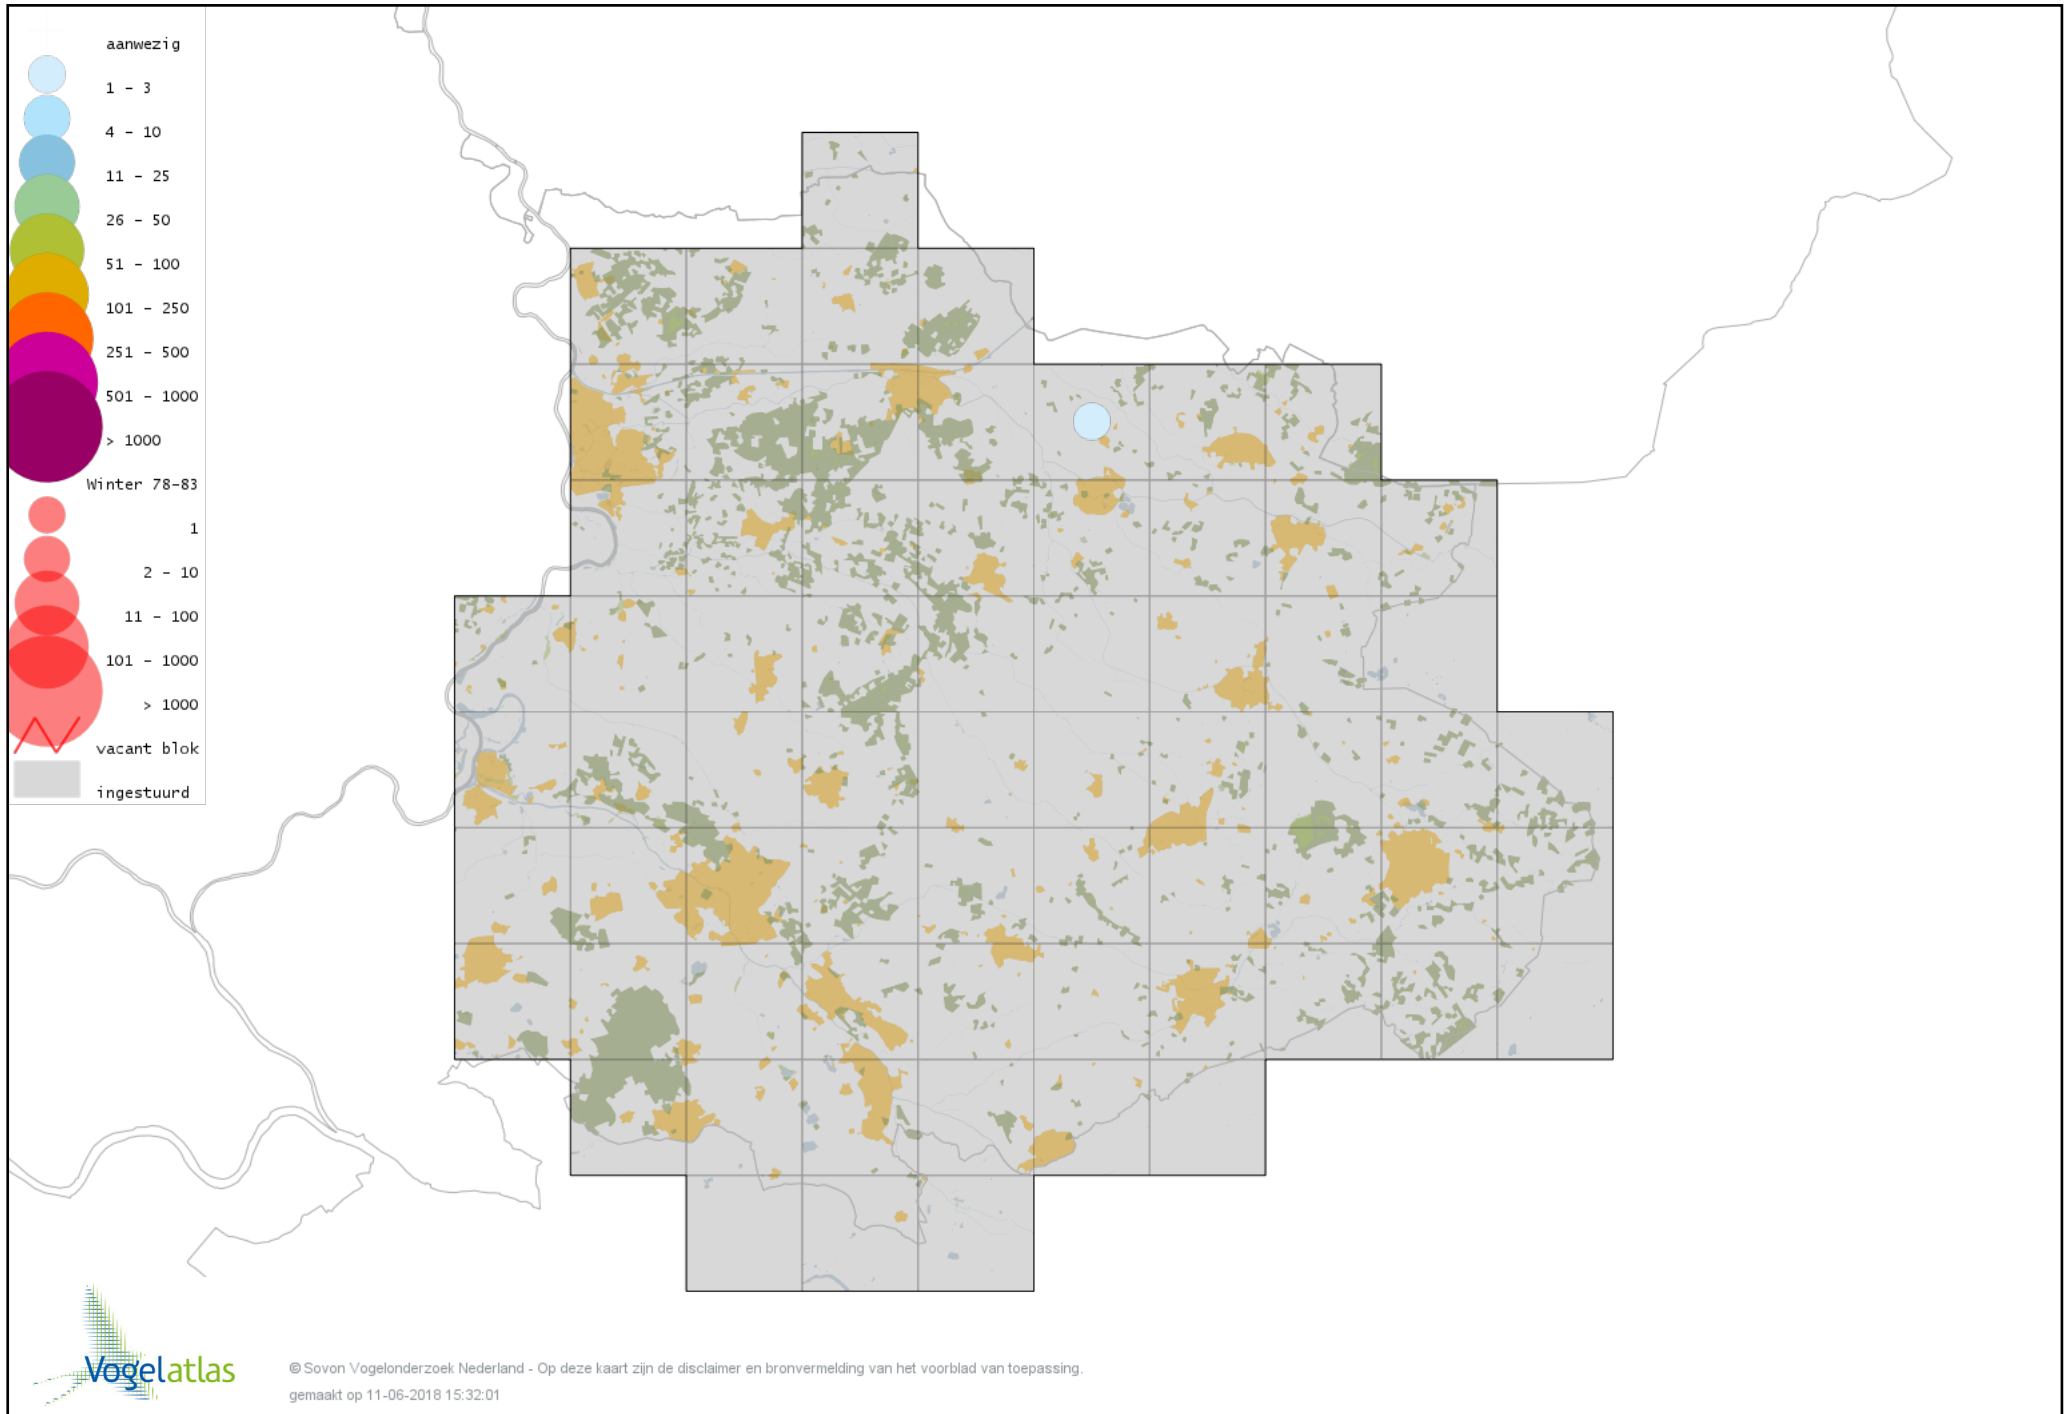 aanwezig
1 – 3
4 – 10
11 – 25
26 – 50
51 – 100
101 – 250
251 – 500
501 – 1000
> 1000
Winter 78-83
1
2 – 10
11 – 100
101 – 1000
> 1000
vacant blok
ingestuurd
Vogelatlas
© Sovon Vogelonderzoek Nederland - Op deze kaart zijn de disclaimer en bronvermelding van het voorblad van toepassing.
gemaakt op 11-06-2018 15:32:01